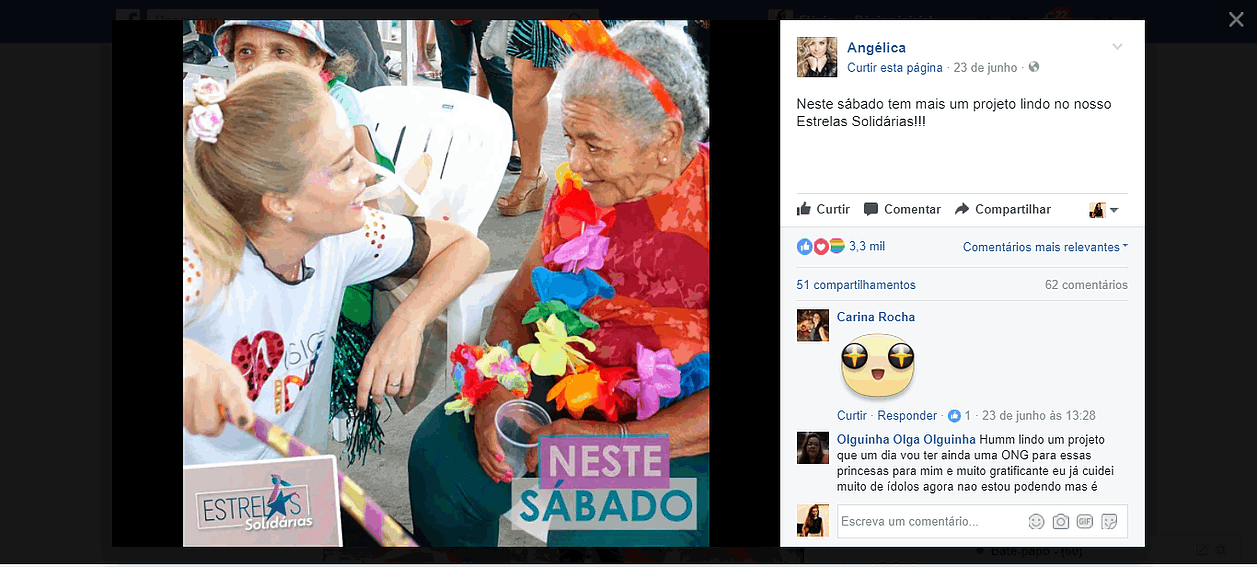 Angélica
Curtir esta página · 23 de junho ·
Neste sábado tem mais um projeto lindo no nosso
Estrelas Solidárias!!!
Curtir Comentar Compartilhar
3,3 mil Comentários mais relevantes
51 compartilhamentos 62 comentários
Carina Rocha
Curtir · Responder · 1 · 23 de junho às 13:28
Olguinha Olga Olguinha Humm lindo um projeto
que um dia vou ter ainda uma ONG para essas
princesas para mim e muito gratificante eu já cuidei
muito de ídolos agora nao estou podendo mas é
Escreva um comentário... GIF
NESTE
SÁBADO
ESTRELAS
Solidárias
Bate-papo - (60)